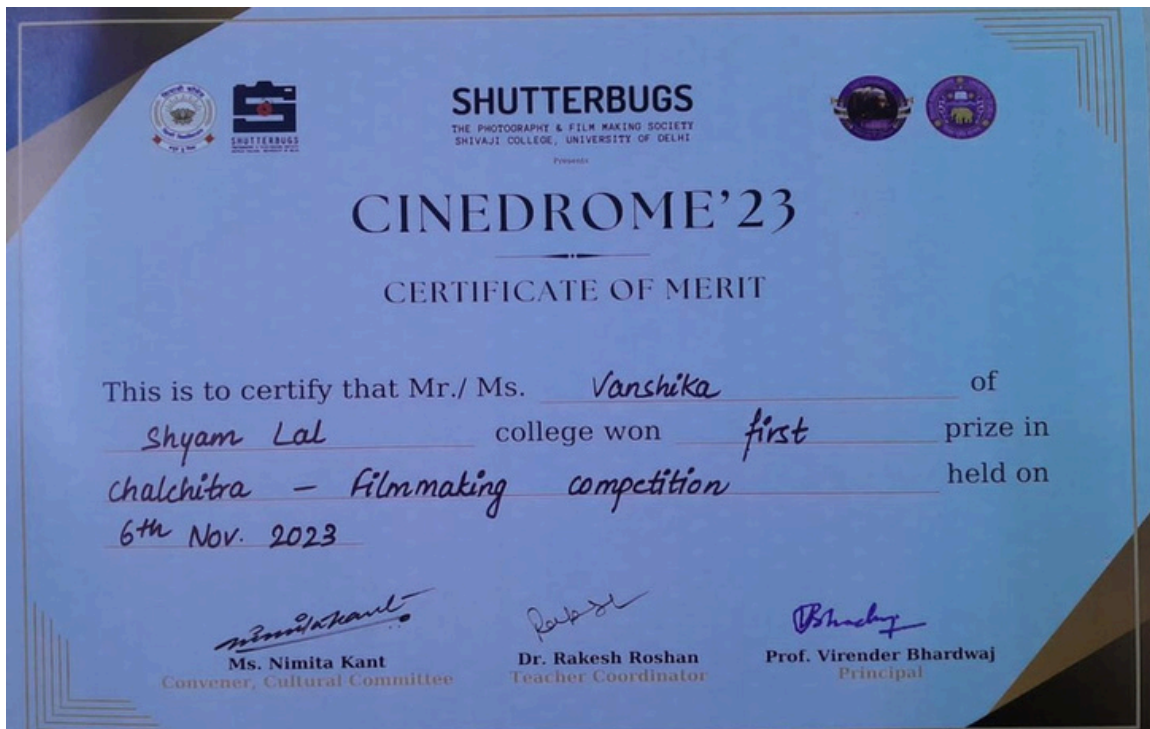 SHUTTERBUGS
SHUTTERBUGS
THE PHOTOGRAPHY & FILM MAKING SOCIETY
SHIVAJI COLLEGE, UNIVERSITY OF DELHI
Presents
CINEDROME’23
CERTIFICATE OF MERIT
This is to certify that Mr./ Ms. Vanshika of
Shyam Lal college won first prize in
Chalchitra – Filmmaking competition held on
6th Nov. 2023
Ms. Nimita Kant
Convener, Cultural Committee
Dr. Rakesh Roshan
Teacher Coordinator
Prof. Virender Bhardwaj
Principal